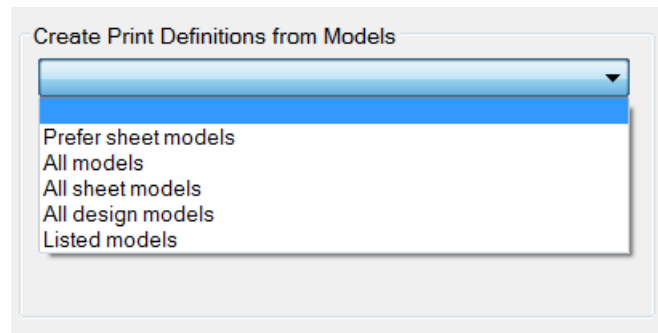 Create Print Definitions from Models
Prefer sheet models
All models
All sheet models
All design models
Listed models